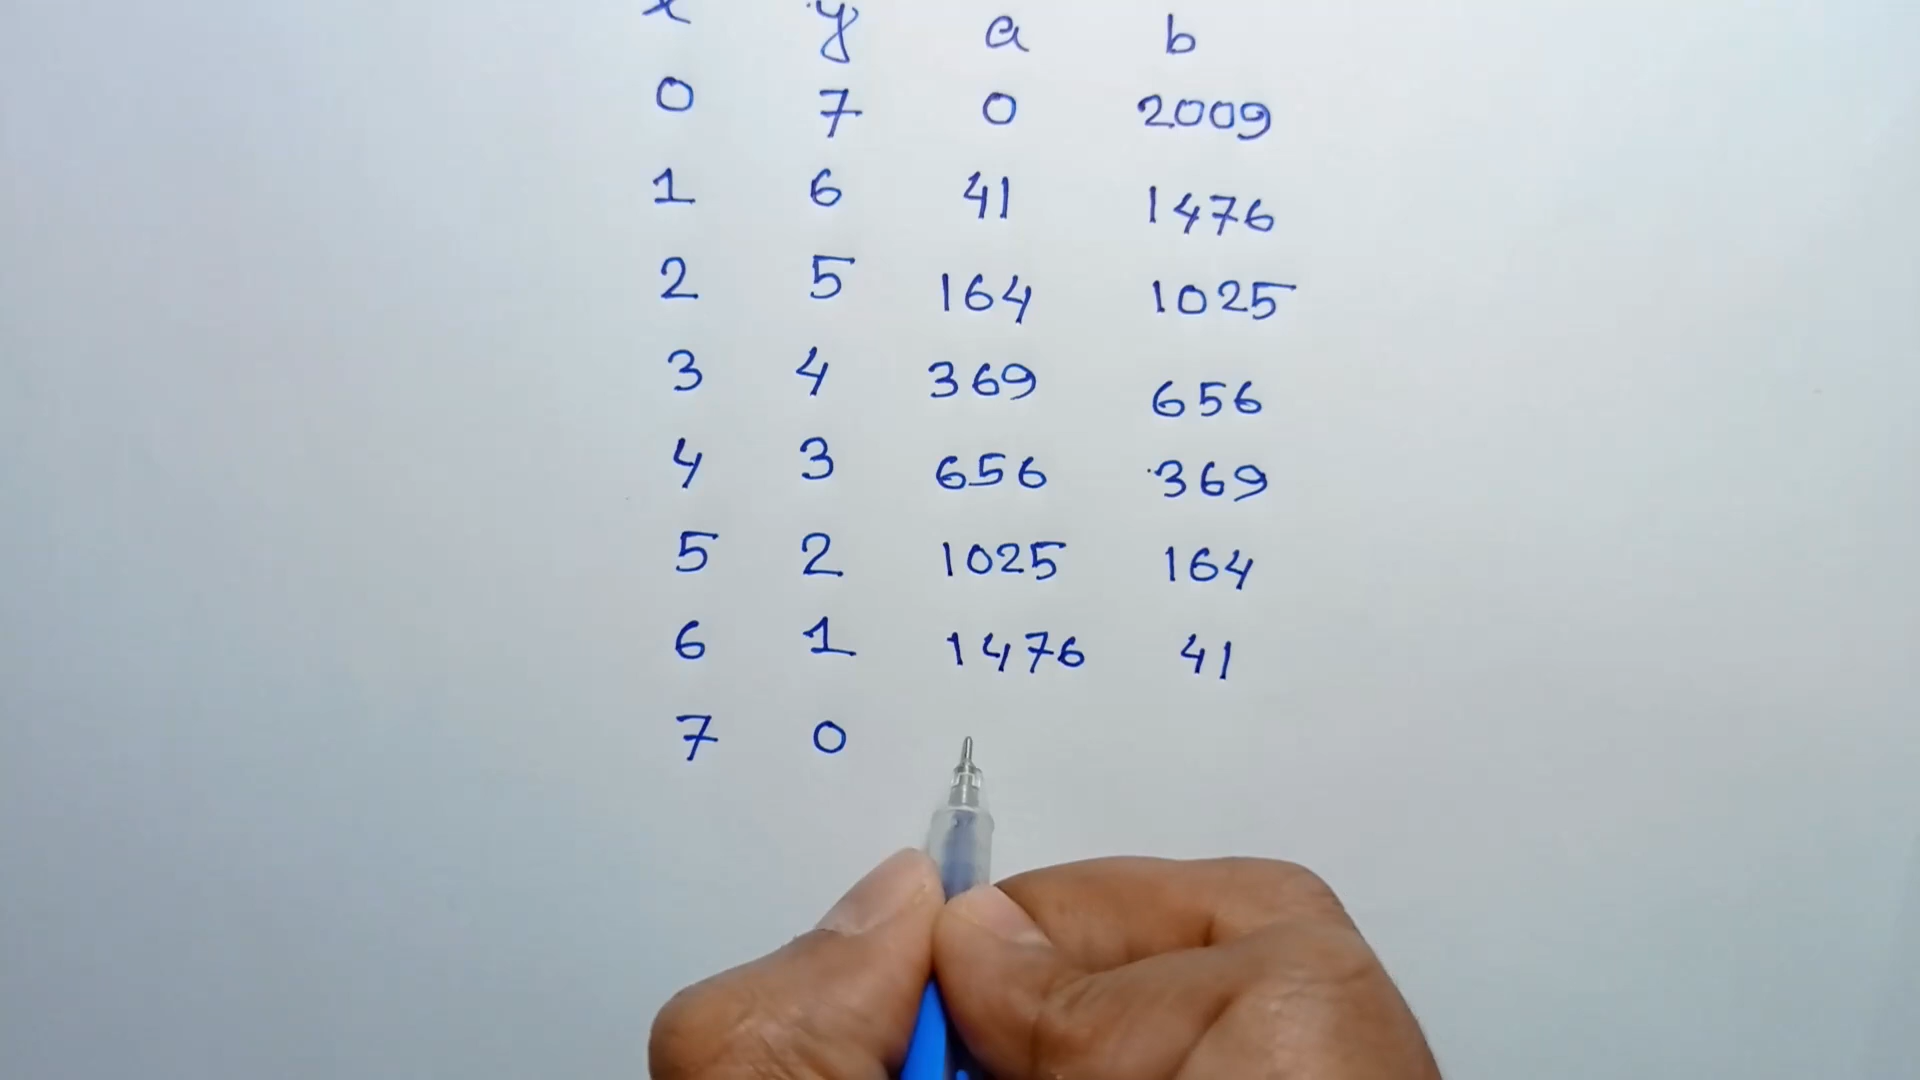 x y a b
0 7 0 2009
1 6 41 1476
2 5 164 1025
3 4 369 656
4 3 656 369
5 2 1025 164
6 1 1476 41
7 0